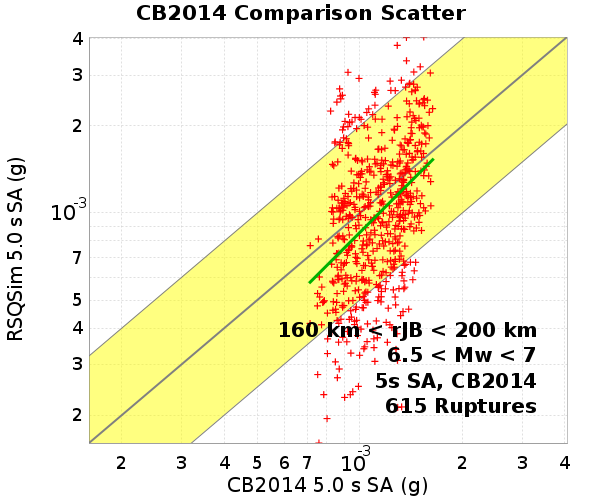 CB2014 Comparison Scatter
RSQSim 5.0 s SA (g)
4
3
2
10-3
7
5
4
3
2
160 km < rJB < 200 km
6.5 < Mw < 7
5s SA, CB2014
615 Ruptures
2 3 4 5 6 7 10-3 2 3 4
CB2014 5.0 s SA (g)